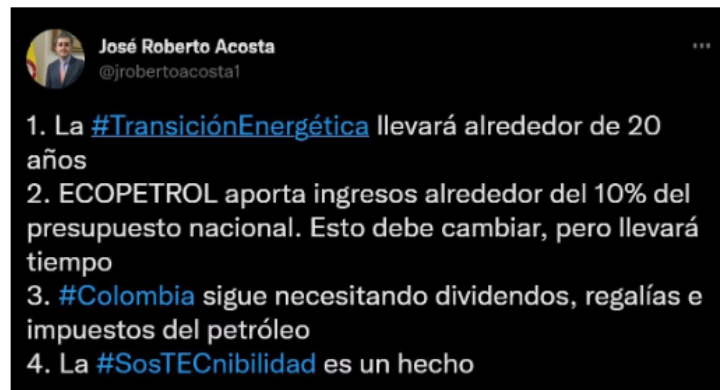 José Roberto Acosta
@jrobertoacosta1
1. La #TransiciónEnergética llevará alrededor de 20
años
2. ECOPETROL aporta ingresos alrededor del 10% del
presupuesto nacional. Esto debe cambiar, pero llevará
tiempo
3. #Colombia sigue necesitando dividendos, regalías e
impuestos del petróleo
4. La #SosTECnibilidad es un hecho